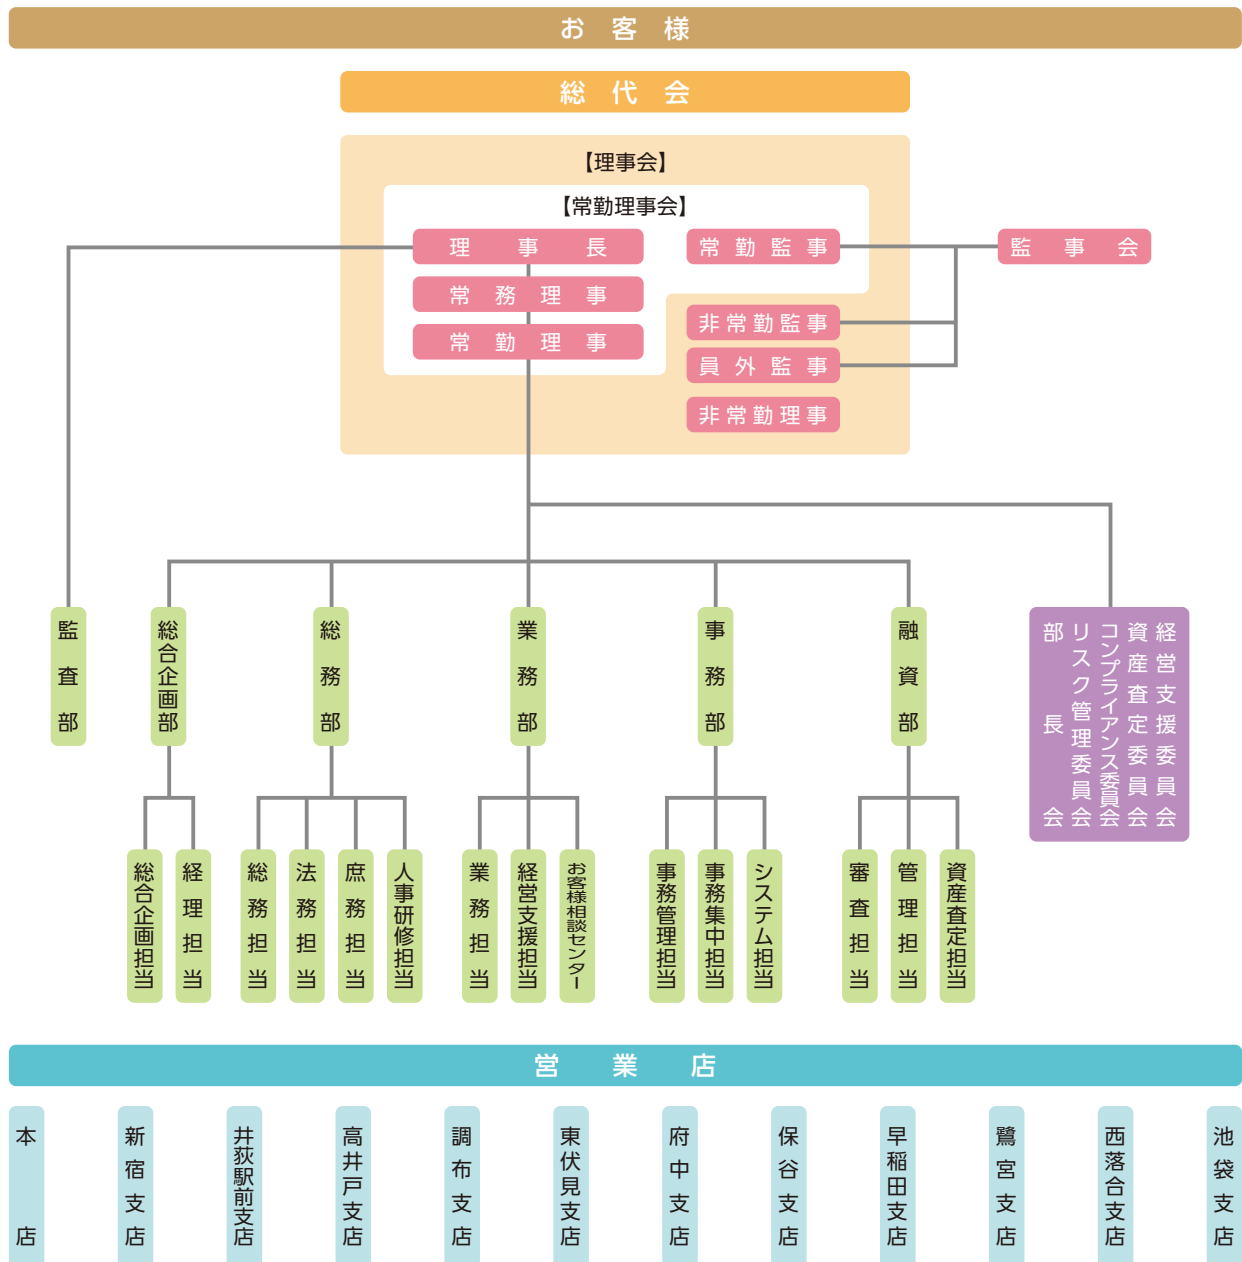 お客様
総代会
【理事会】
【常勤理事会】
理事長
常勤監事
監事会
常務理事
非常勤監事
常勤理事
員外監事
非常勤理事
監査部
総合企画部
総務部
業務部
事務部
融資部
経営支援委員会
資産査定委員会
コンプライアンス委員会
リスク管理委員会
部長会
総合企画担当
経理担当
総務担当
法務担当
庶務担当
人事研修担当
業務担当
経営支援担当
お客様相談センター
事務管理担当
事務集中担当
システム担当
審査担当
管理担当
資産査定担当
営業店
本店
新宿支店
井荻駅前支店
高井戸支店
調布支店
東伏見支店
府中支店
保谷支店
早稲田支店
鷺宮支店
西落合支店
池袋支店